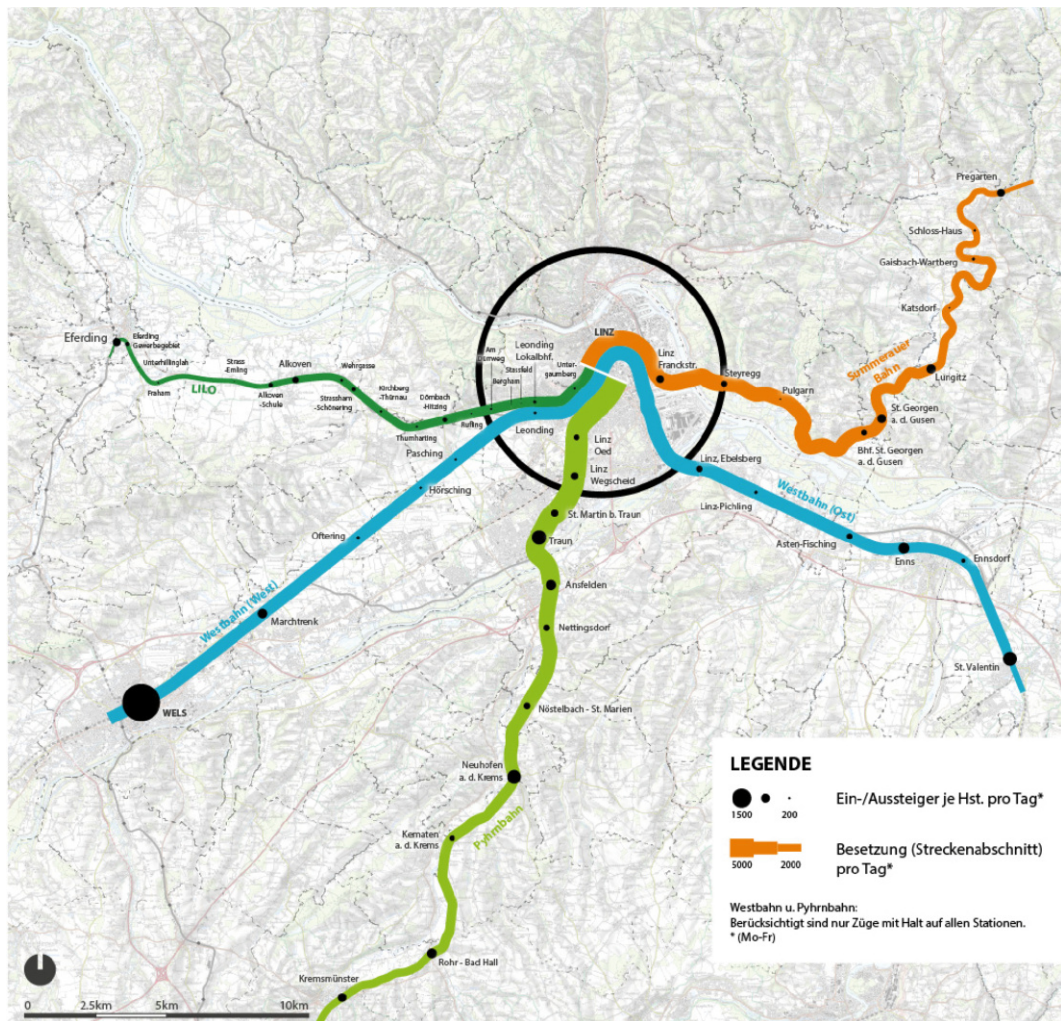 Pregarten
Schloss-Haus
Gaisbach-Wartberg
Katsdorf
Lungitz
Summerauer
Bahn
St. Georgen
a. d. Gusen
Bhf. St. Georgen
a. d. Gusen
Pulgarn
Steyregg
Linz
Franckstr.
LINZ
Eferding
Eferding
Gewerbegebiet
Unterhillinglah
Fraham
LILO
Strass
-Emling
Alkoven
-Schule
Alkoven
Wehrgasse
Strassham
-Schönering
Kirchberg
-Thürnau
Thurnharting
Dörnbach
-Hitzing
Rufling
Am
Bergham
Staudfeld
Leonding
Lokalbhf.
Unter-
gaumberg
Leonding
Pasching
Hörsching
Oftering
Westbahn (West)
Marchtrenk
WELS
Linz
Oed
Linz
Wegscheid
St. Martin b. Traun
Traun
Ansfelden
Nettingsdorf
Nöstelbach - St. Marien
Neuhofen
a. d. Krems
Pyhrnbahn
Kematen
a. d. Krems
Rohr - Bad Hall
Kremsmünster
Linz, Ebelsberg
Linz-Pichling
Westbahn (Ost)
Asten-Fisching
Enns
Ennsdorf
St. Valentin
LEGENDE
1500 200
Ein-/Aussteiger je Hst. pro Tag*
5000 2000
Besetzung (Streckenabschnitt)
pro Tag*
Westbahn u. Pyhrnbahn:
Berücksichtigt sind nur Züge mit Halt auf allen Stationen.
* (Mo-Fr)
0 2.5km 5km 10km